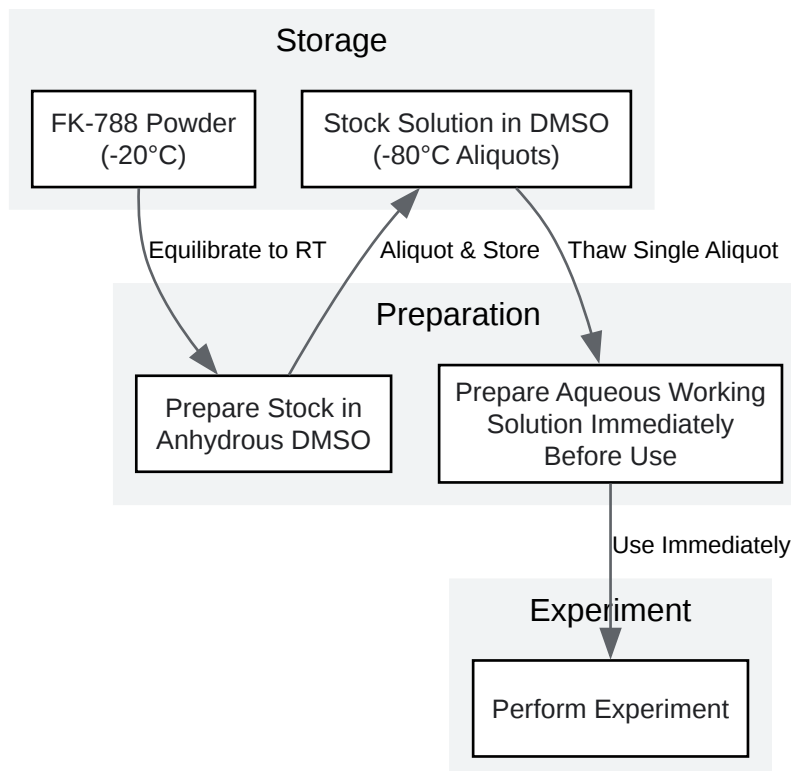 Storage
FK-788 Powder
(-20°C)
Stock Solution in DMSO
(-80°C Aliquots)
Equilibrate to RT
Aliquot & Store
Thaw Single Aliquot
Preparation
Prepare Stock in
Anhydrous DMSO
Prepare Aqueous Working
Solution Immediately
Before Use
Use Immediately
Experiment
Perform Experiment